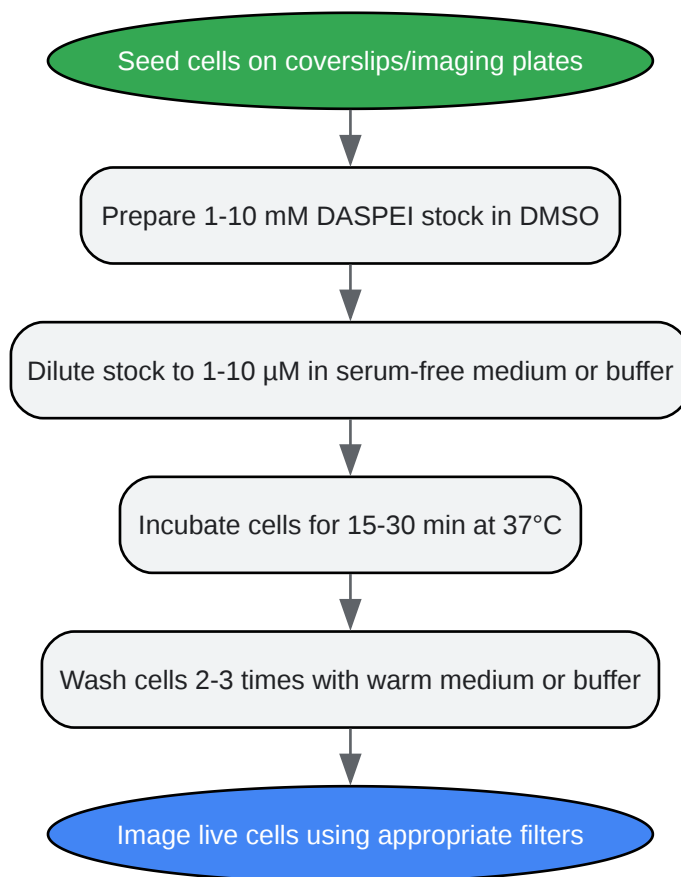 Seed cells on coverslips/imaging plates
Prepare 1-10 mM DASPEI stock in DMSO
Dilute stock to 1-10 µM in serum-free medium or buffer
Incubate cells for 15-30 min at 37°C
Wash cells 2-3 times with warm medium or buffer
Image live cells using appropriate filters